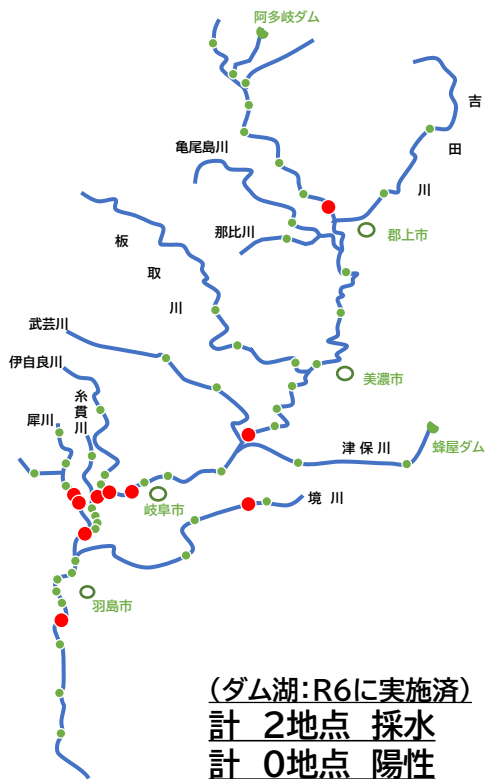 阿多岐ダム
吉田川
亀尾島川
那比川
郡上市
板取川
武芸川
伊自良川
美濃市
糸貫川
犀川
津保川
蜂屋ダム
岐阜市
境川
羽島市
(ダム湖:R6に実施済)
計 2地点 採水
計 0地点 陽性